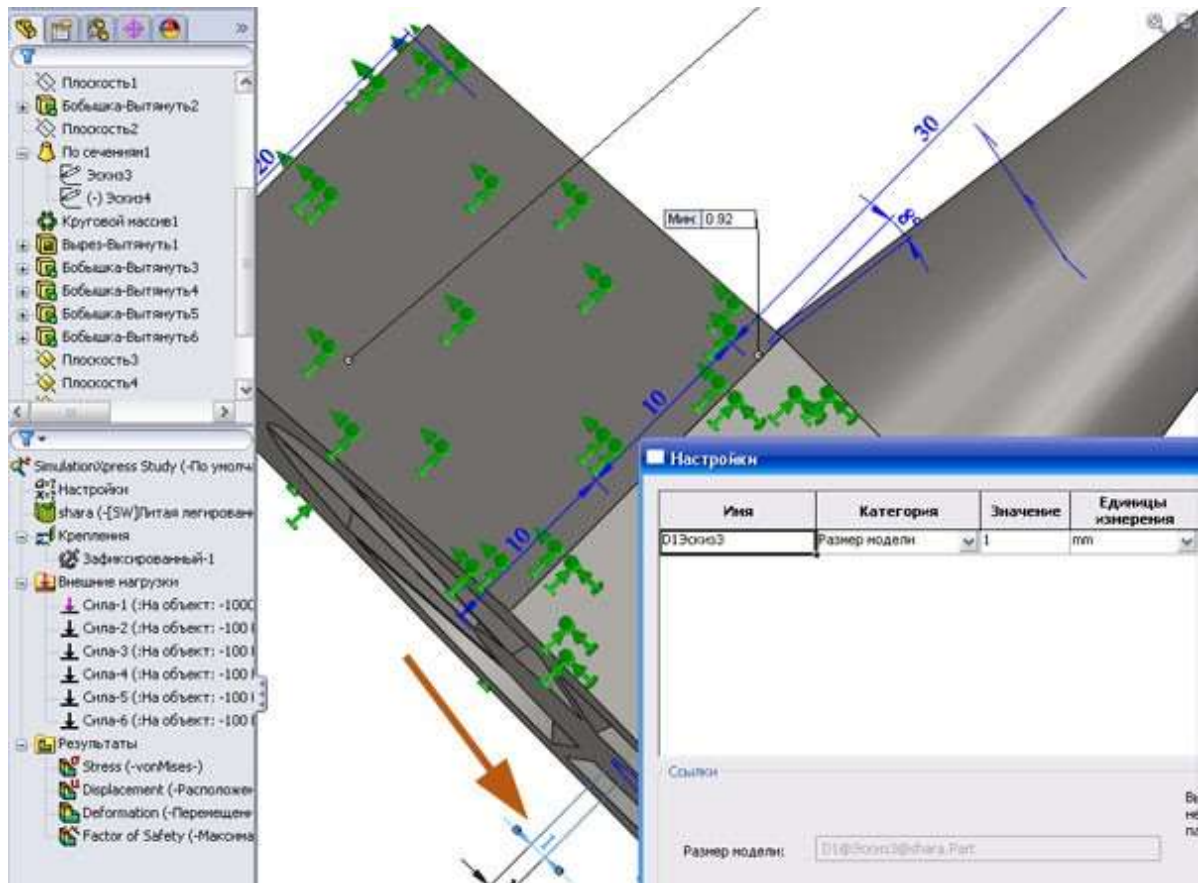 Плоскость1
Бобышка-Вытянуть2
Плоскость2
По сечениям1
Эскиз3
(-) Эскиз4
Круговой массив1
Вырез-Вытянуть1
Бобышка-Вытянуть3
Бобышка-Вытянуть4
Бобышка-Вытянуть5
Бобышка-Вытянуть6
Плоскость3
Плоскость4
SimulationXpress Study (-По умолч
Настройки
shara (-[SW]Литая легирован
Крепления
Зафиксированный-1
Внешние нагрузки
Сила-1 (:На объект: -1000
Сила-2 (:На объект: -100
Сила-3 (:На объект: -100
Сила-4 (:На объект: -100
Сила-5 (:На объект: -100
Сила-6 (:На объект: -100
Результаты
Stress (-vonMises-)
Displacement (-Расположен
Deformation (-Перемещен
Factor of Safety (-Максима
20
30
8
Мин: 0.92
10
10
1
Настройки
Имя Категория Значение Единицы измерения
D1Эскиз3 Размер модели 1 mm
Ссылки
Размер модели: D1@Эскиз3@shara.Part